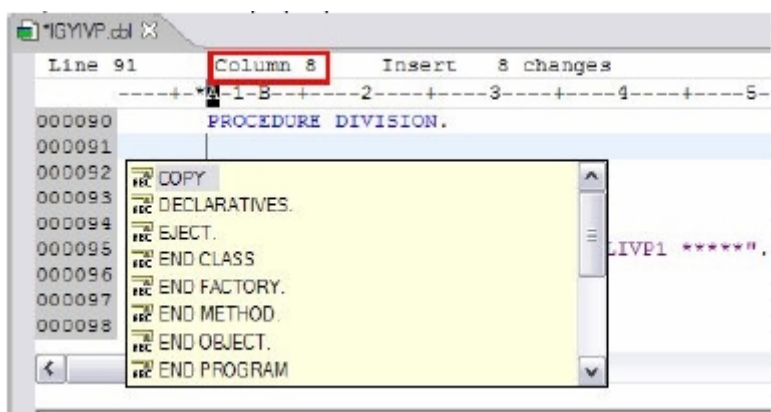 *IGYIVP.cbl
Line 91 Column 8 Insert 8 changes
----+-*A-1-B--+----2----+----3----+----4----+----5-
000090 PROCEDURE DIVISION.
000091
000092 COPY
000093 DECLARATIVES.
000094 EJECT.
000095 END CLASS LIVP1 *****".
000096 END FACTORY.
000097 END METHOD.
000098 END OBJECT.
END PROGRAM